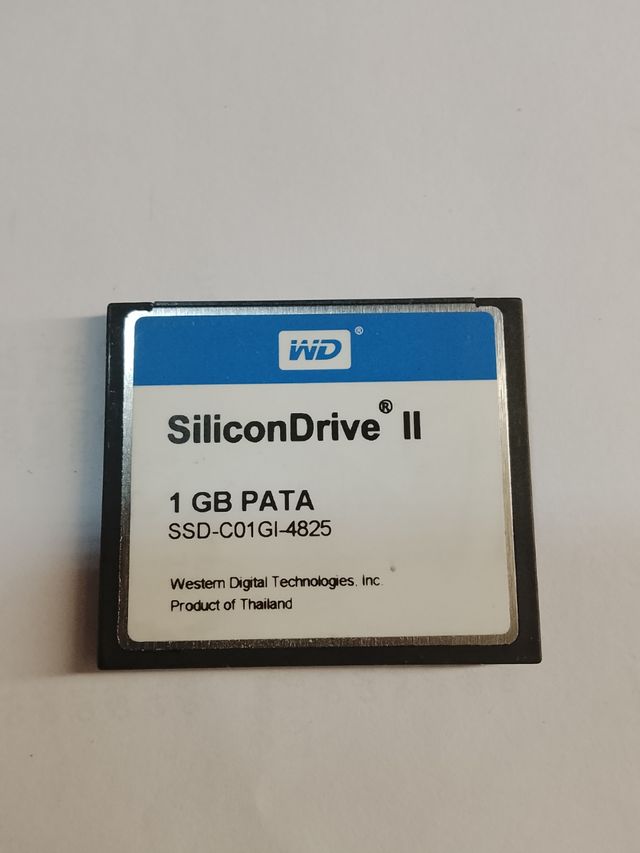 WD®
SiliconDrive® II
1 GB PATA
SSD-C01GI-4825
Western Digital Technologies, Inc.
Product of Thailand